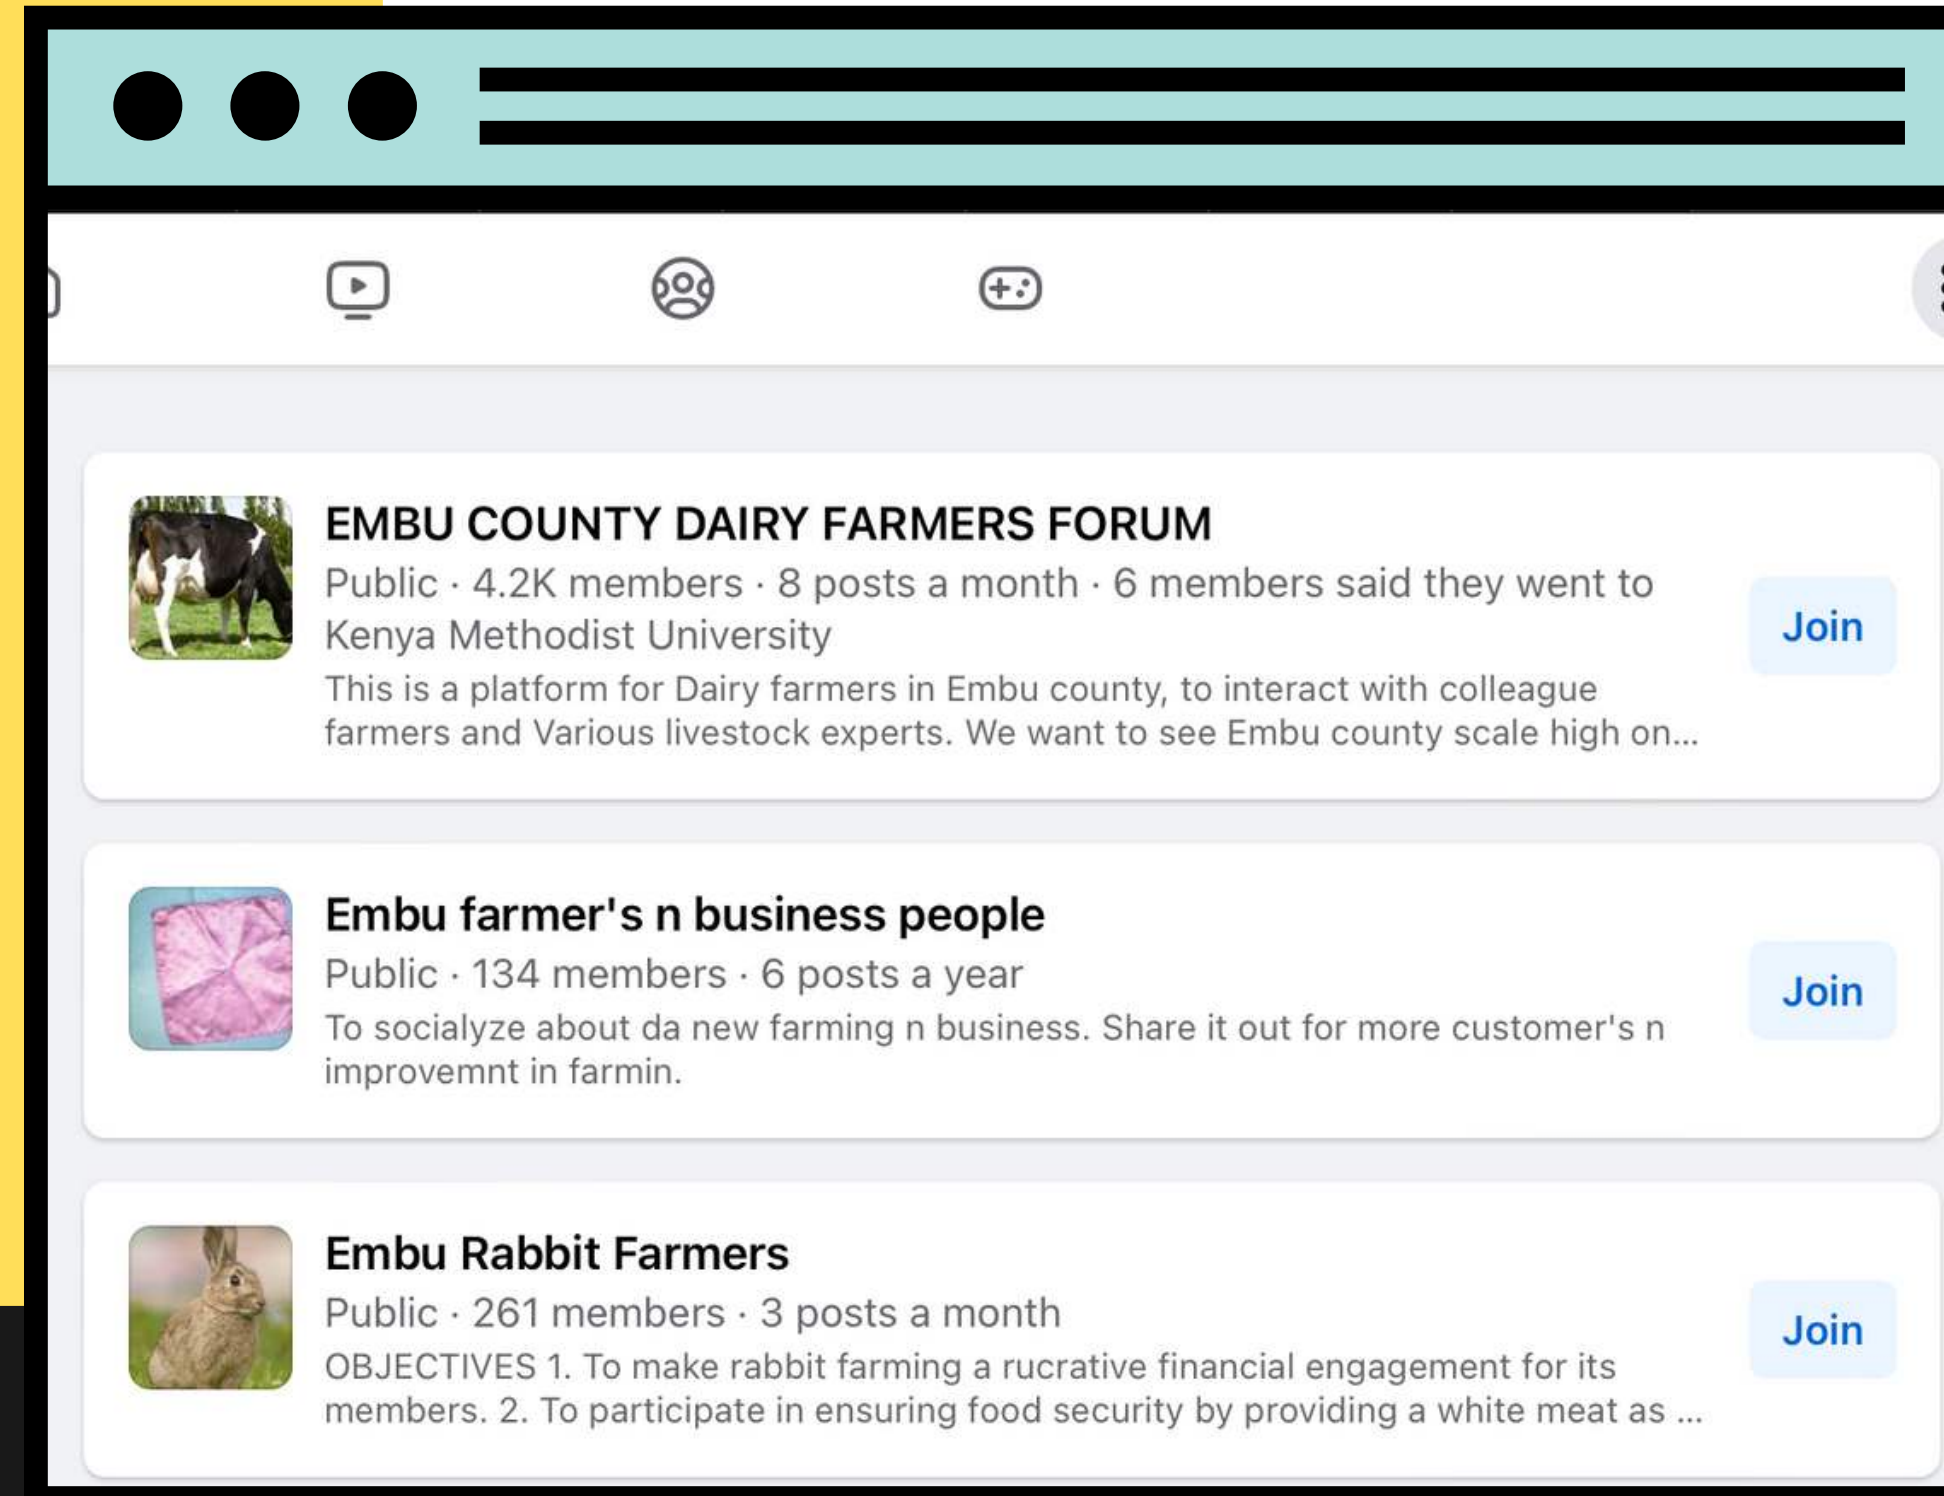 EMBU COUNTY DAIRY FARMERS FORUM
Public · 4.2K members · 8 posts a month · 6 members said they went to
Kenya Methodist University
This is a platform for Dairy farmers in Embu county, to interact with colleague
farmers and Various livestock experts. We want to see Embu county scale high on...
Join
Embu farmer's n business people
Public · 134 members · 6 posts a year
To socialyze about da new farming n business. Share it out for more customer's n
improvemnt in farmin.
Join
Embu Rabbit Farmers
Public · 261 members · 3 posts a month
OBJECTIVES 1. To make rabbit farming a rucrative financial engagement for its
members. 2. To participate in ensuring food security by providing a white meat as ...
Join